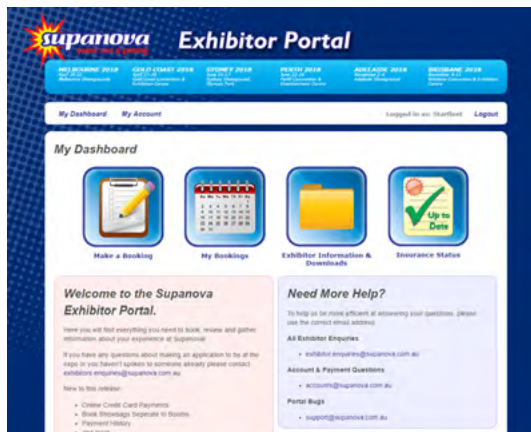 supanova
Exhibitor Portal
MELBOURNE 2018
GOLD COAST 2018
SYDNEY 2018
PERTH 2018
ADELAIDE 2018
BRISBANE 2018
My Dashboard
My Account
Logged in as: Starfleet
Logout
My Dashboard
Up to
Date
Make a Booking
My Bookings
Exhibitor Information &
Downloads
Insurance Status
Welcome to the Supanova
Exhibitor Portal.
Here you will find everything you need to book, review and gather
information about your experience at Supanova!
If you have any questions about making an application to be at the
expo or you haven't spoken to someone already please contact
exhibitors.enquiries@supanova.com.au
New to this release:
Online Credit Card Payments
Book Showbags Seperate to Booths
Payment History
Need More Help?
To help us be more efficient at answering your questions, please
use the correct email address
All Exhibitor Enquiries
exhibitor.enquiries@supanova.com.au
Account & Payment Questions
accounts@supanova.com.au
Portal Bugs
support@supanova.com.au